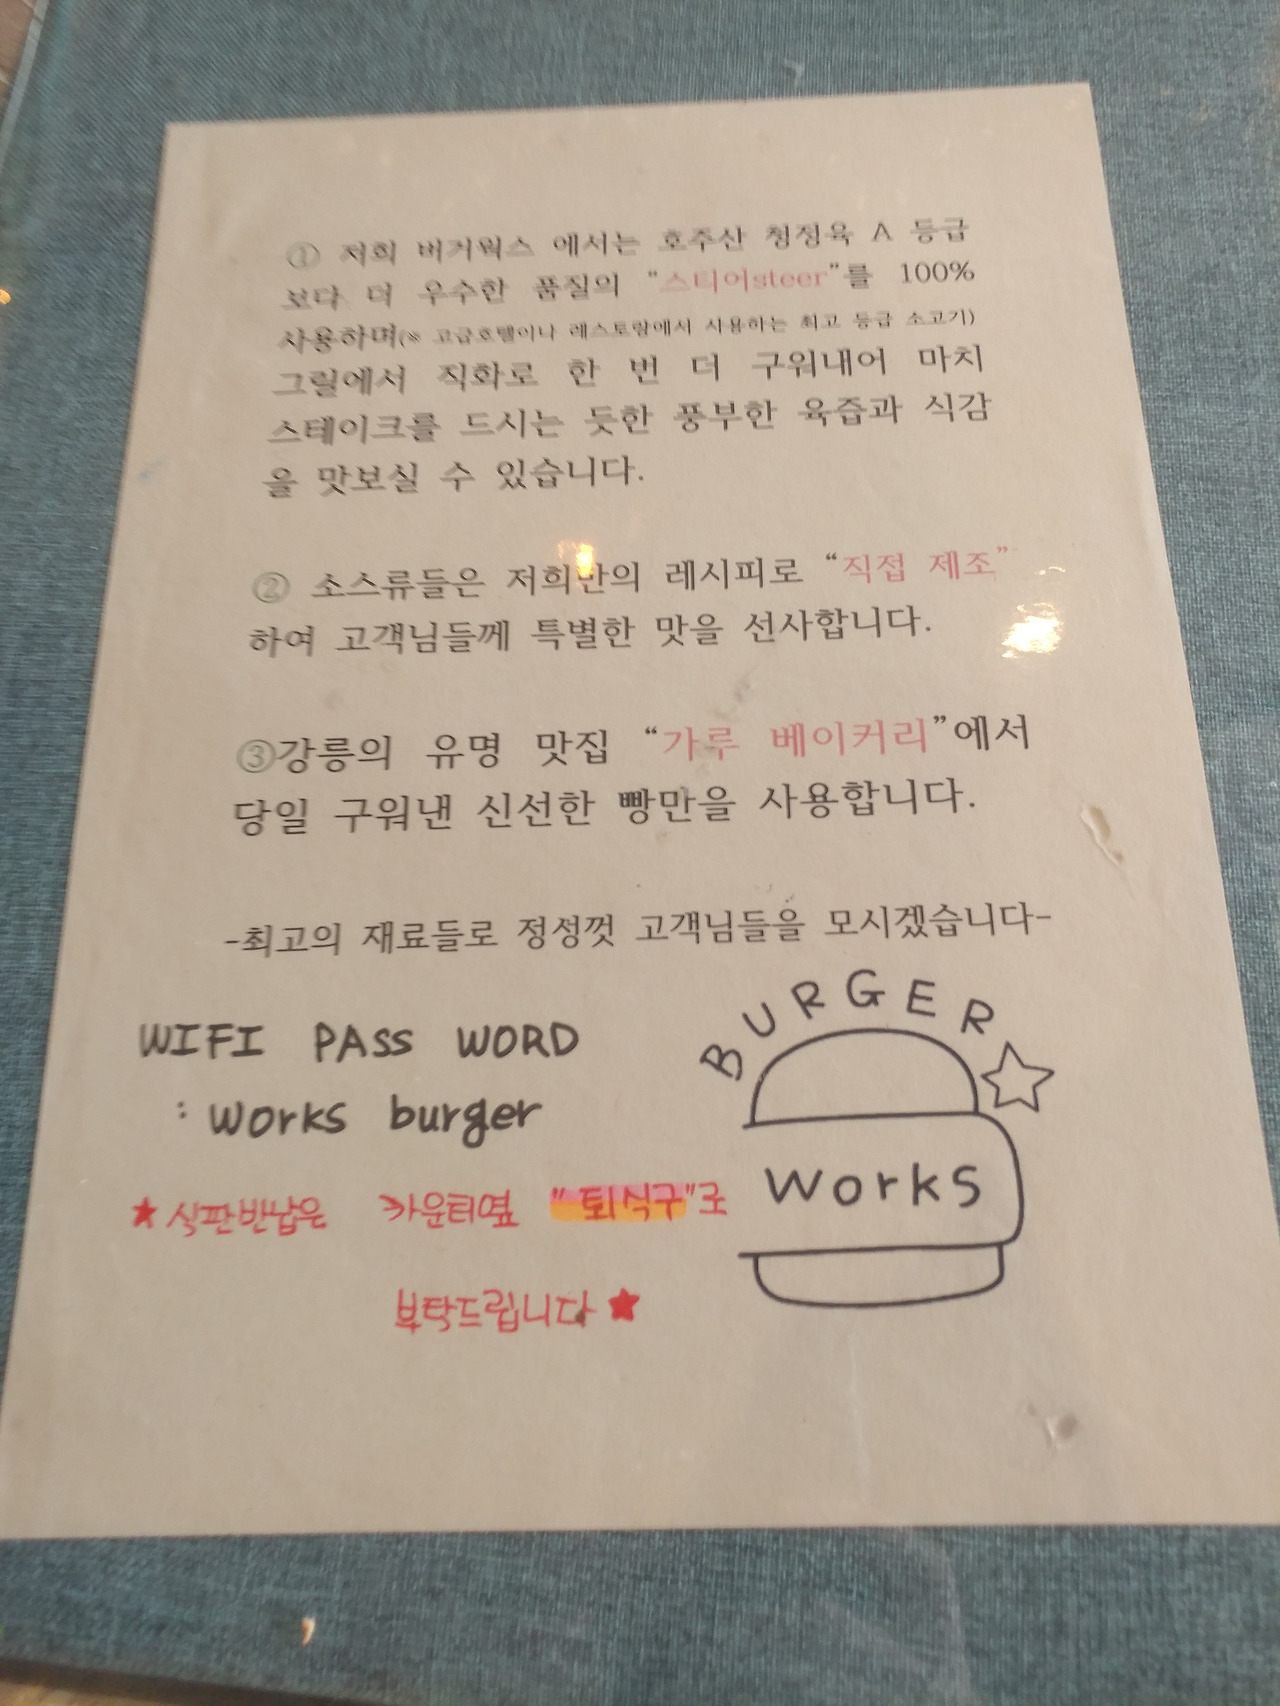 ① 저희 버거웍스 에서는 호주산 청정육 A 등급
보다 더 우수한 품질의 “스티어steer”를 100%
사용하며(※ 고급호텔이나 레스토랑에서 사용하는 최고 등급 소고기)
그릴에서 직화로 한 번 더 구워내어 마치
스테이크를 드시는 듯한 풍부한 육즙과 식감
을 맛보실 수 있습니다.
② 소스류들은 저희만의 레시피로 “직접 제조”
하여 고객님들께 특별한 맛을 선사합니다.
③강릉의 유명 맛집 “가루 베이커리”에서
당일 구워낸 신선한 빵만을 사용합니다.
-최고의 재료들로 정성껏 고객님들을 모시겠습니다-
WIFI PASS WORD
: works burger
★식판반납은 카운터옆 "퇴식구"로
부탁드립니다★
BURGER
Works